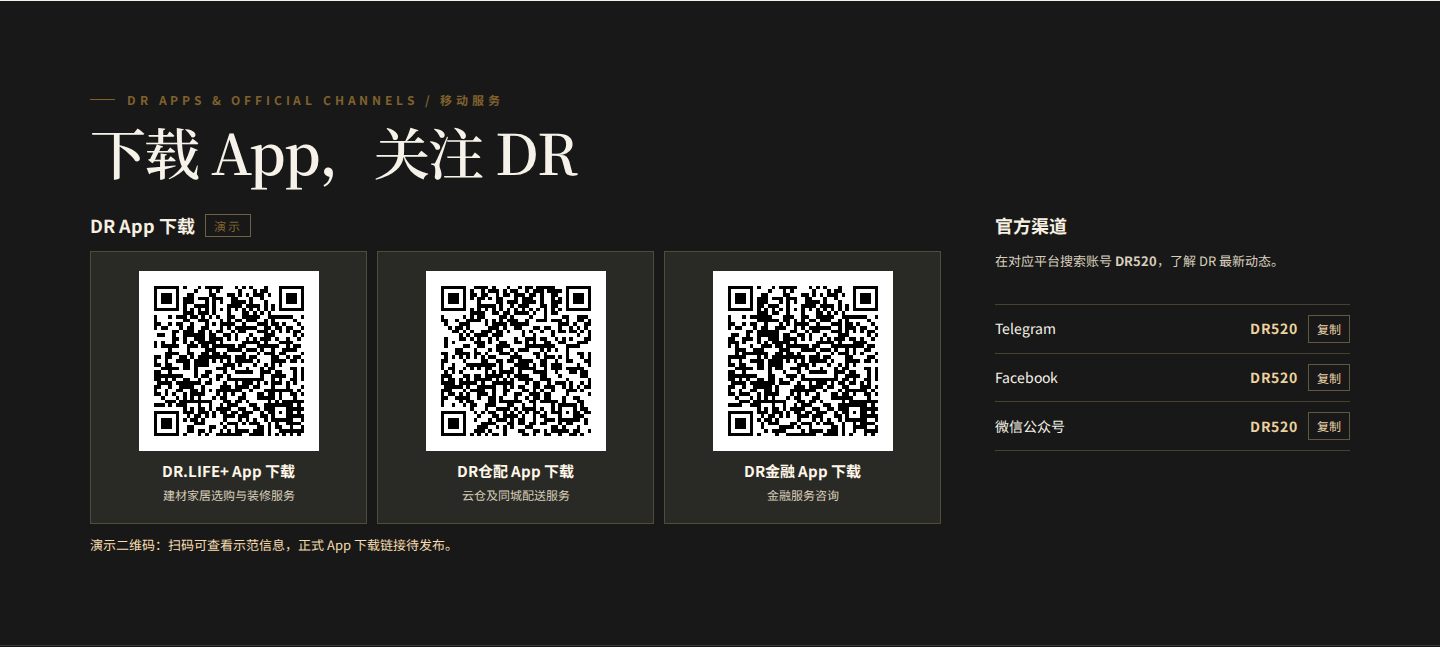 DR APPS & OFFICIAL CHANNELS / 移动服务
下载 App，关注 DR
DR App 下载 演示
DR.LIFE+ App 下载
建材家居选购与装修服务
DR仓配 App 下载
云仓及同城配送服务
DR金融 App 下载
金融服务咨询
演示二维码：扫码可查看示范信息，正式 App 下载链接待发布。
官方渠道
在对应平台搜索账号 DR520，了解 DR 最新动态。
Telegram DR520 复制
Facebook DR520 复制
微信公众号 DR520 复制